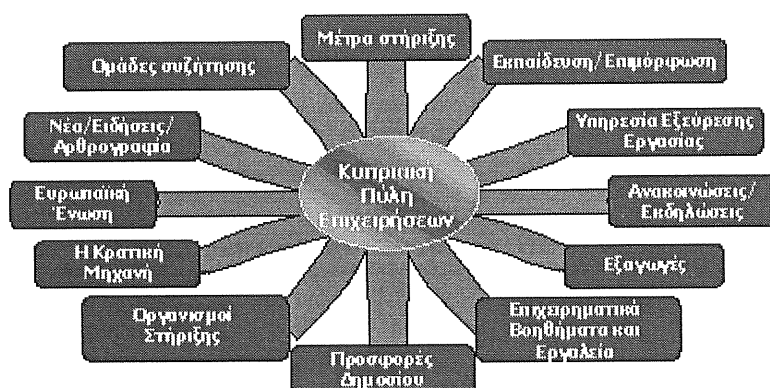 Μέτρα στήριξης
Ομάδες συζήτησης
Εκπαίδευση/Επιμόρφωση
Νέα/Ειδήσεις/
Αρθρογραφία
Υπηρεσία Εξεύρεσης
Εργασίας
Κυπριακή
Πύλη
Επιχειρήσεων
Ευρωπαϊκή
Ένωση
Ανακοινώσεις/
Εκδηλώσεις
Η Κρατική
Μηχανή
Εξαγωγές
Οργανισμοί
Στήριξης
Επιχειρηματικά
Βοηθήματα και
Εργαλεία
Προσφορές
Δημοσίου